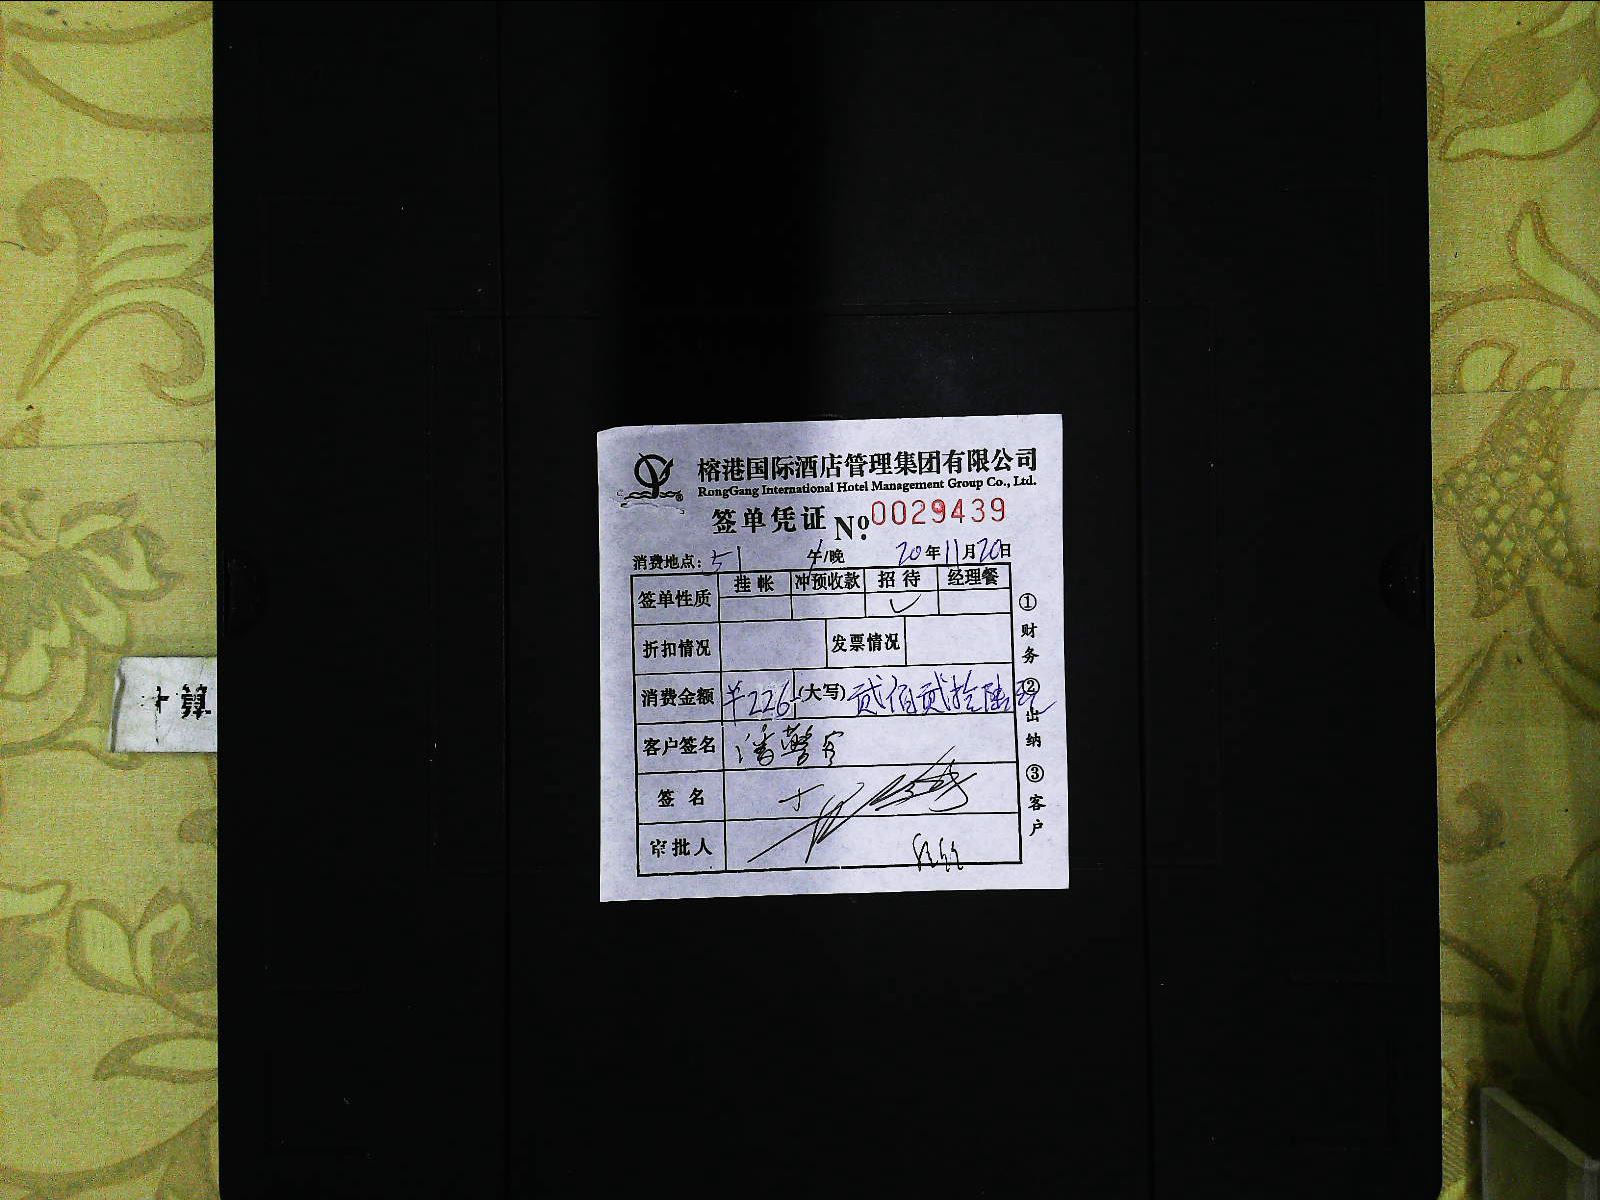 榕港国际酒店管理集团有限公司
RongGang International Hotel Management Group Co., Ltd.
签单凭证 №:0029439
消费地点: 51 午/晚 20年11月20日
签单性质 挂帐 冲预收款 招待 经理餐
✓
折扣情况 发票情况
消费金额 ¥226 (大写) 贰佰贰拾陆
客户签名 潘
签名
审批人
①财务 ②出纳 ③客户
算